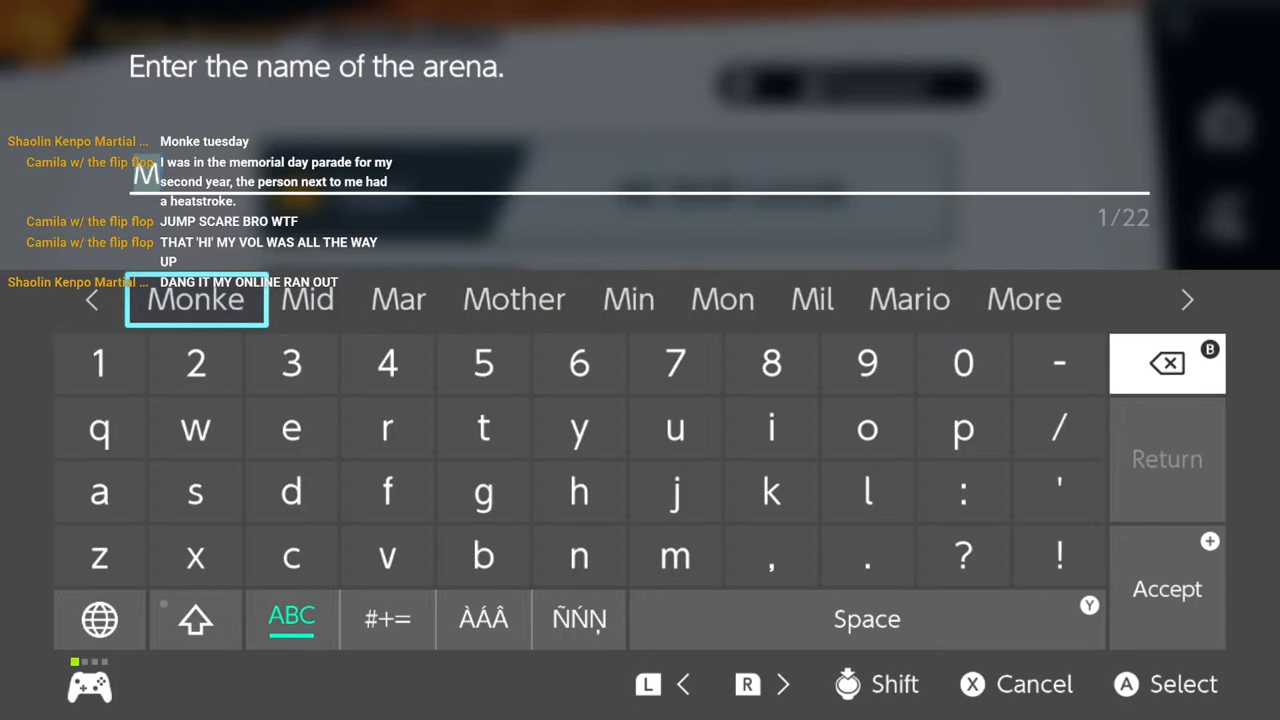 Enter the name of the arena.
Shaolin Kenpo Martial ... Monke tuesday
Camila w/ the flip flop I was in the memorial day parade for my
second year, the person next to me had
a heatstroke.
M
1/22
Camila w/ the flip flop JUMP SCARE BRO WTF
Camila w/ the flip flop THAT 'HI' MY VOL WAS ALL THE WAY
UP
Shaolin Kenpo Martial ... DANG IT MY ONLINE RAN OUT
Monke Mid Mar Mother Min Mon Mil Mario More
1 2 3 4 5 6 7 8 9 0 - B
q w e r t y u i o p / Return
a s d f g h j k l : '
z x c v b n m , . ? ! + Accept
ABC #+= ÀÁÂ ÑŃŅ Space Y
L R Shift X Cancel A Select